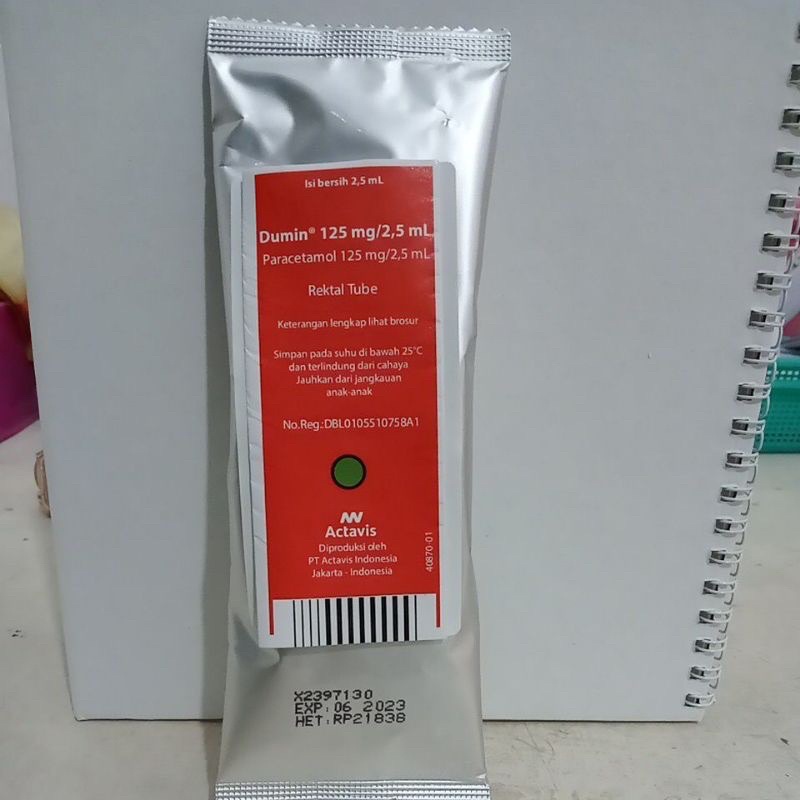 Isi bersih 2,5 mL
Dumin® 125 mg/2,5 mL
Paracetamol 125 mg/2,5 mL
Rektal Tube
Keterangan lengkap lihat brosur
Simpan pada suhu di bawah 25°C
dan terlindung dari cahaya
Jauhkan dari jangkauan
anak-anak
No.Reg.:DBL0105510758A1
Actavis
Diproduksi oleh
PT Actavis Indonesia
Jakarta - Indonesia
40870-01
X2397130
EXP:06 2023
HET:RP21838